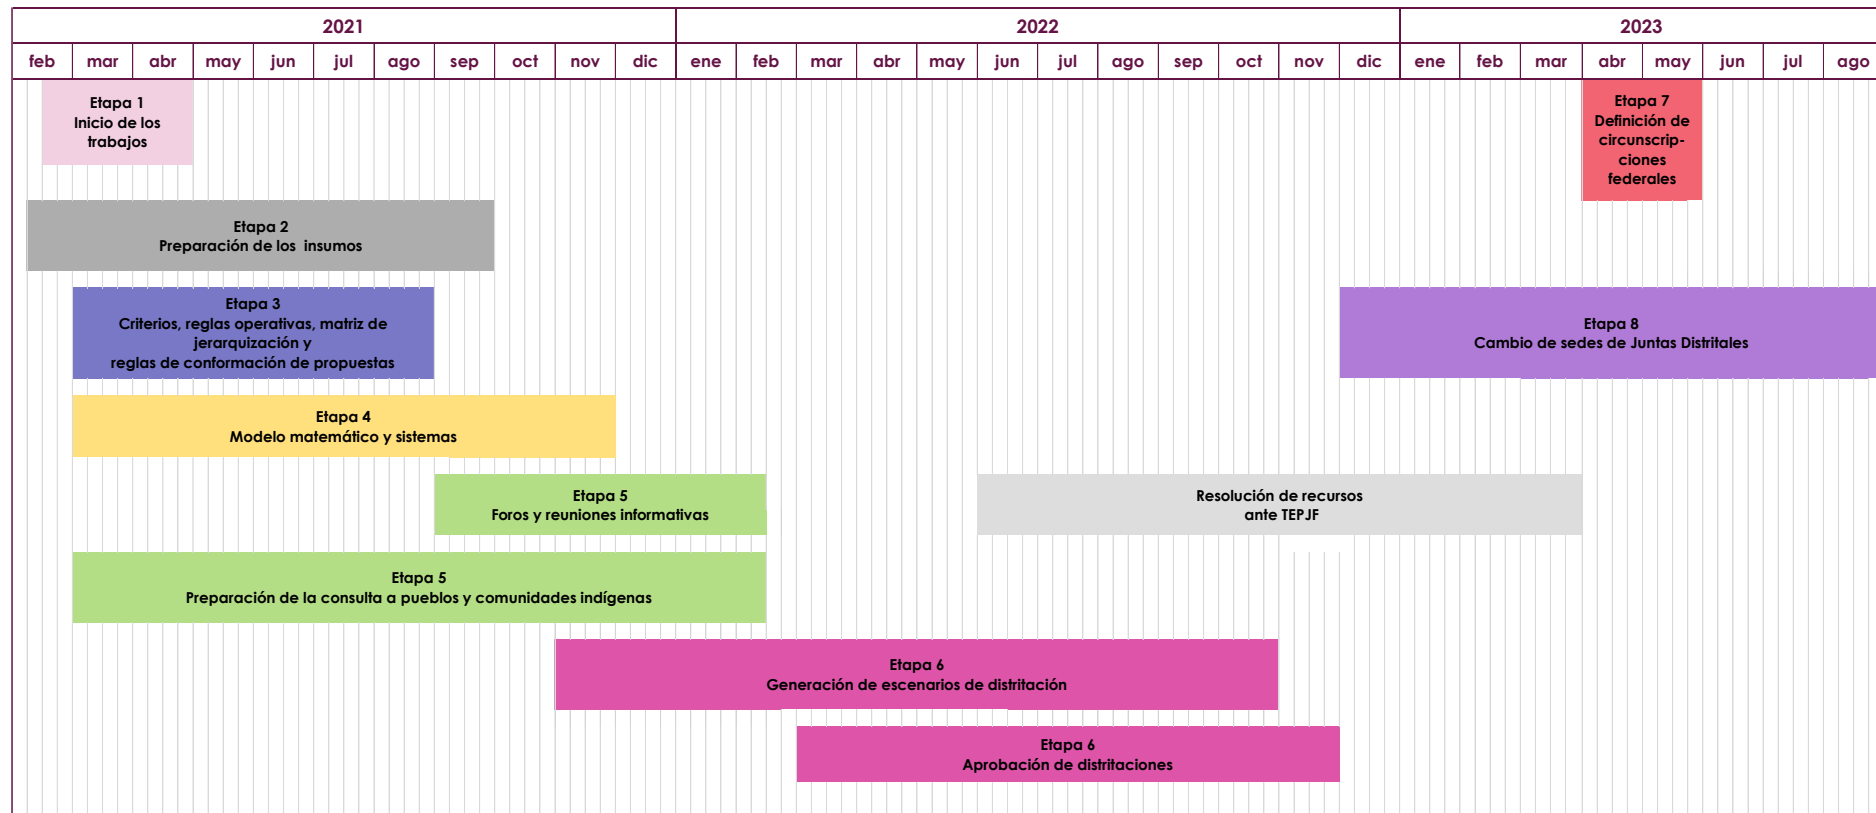 2021 2022 2023
feb mar abr may jun jul ago sep oct nov dic ene feb mar abr may jun jul ago sep oct nov dic ene feb mar abr may jun jul ago
Etapa 1
Inicio de los
trabajos
Etapa 7
Definición de
circunscrip-
ciones
federales
Etapa 2
Preparación de los insumos
Etapa 3
Criterios, reglas operativas, matriz de
jerarquización y
reglas de conformación de propuestas
Etapa 8
Cambio de sedes de Juntas Distritales
Etapa 4
Modelo matemático y sistemas
Etapa 5
Foros y reuniones informativas
Resolución de recursos
ante TEPJF
Etapa 5
Preparación de la consulta a pueblos y comunidades indígenas
Etapa 6
Generación de escenarios de distritación
Etapa 6
Aprobación de distritaciones